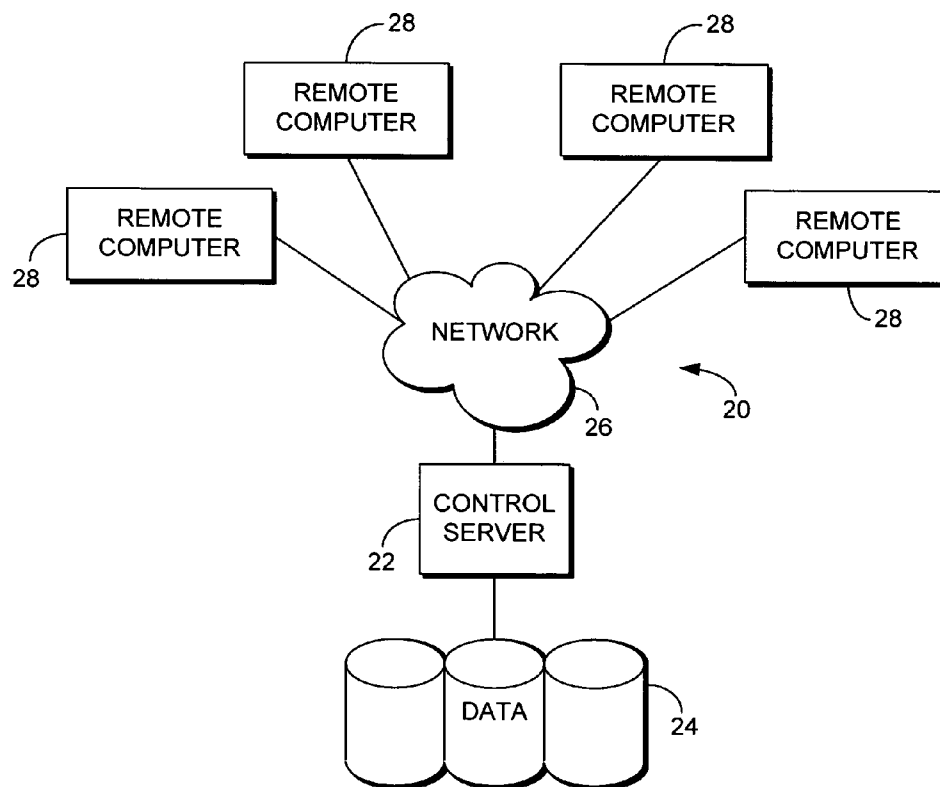 28
28
REMOTE
COMPUTER
REMOTE
COMPUTER
REMOTE
COMPUTER
28
REMOTE
COMPUTER
28
NETWORK
20
26
CONTROL
SERVER
22
DATA
24